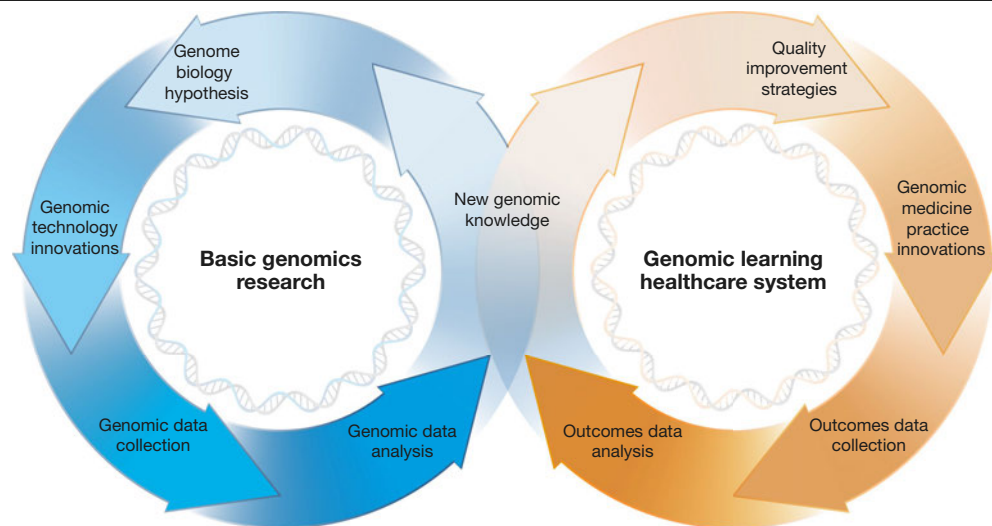 Genome
biology
hypothesis
Quality
improvement
strategies
Genomic
technology
innovations
New genomic
knowledge
Genomic
medicine
practice
innovations
Basic genomics
research
Genomic learning
healthcare system
Genomic data
collection
Genomic data
analysis
Outcomes data
analysis
Outcomes data
collection